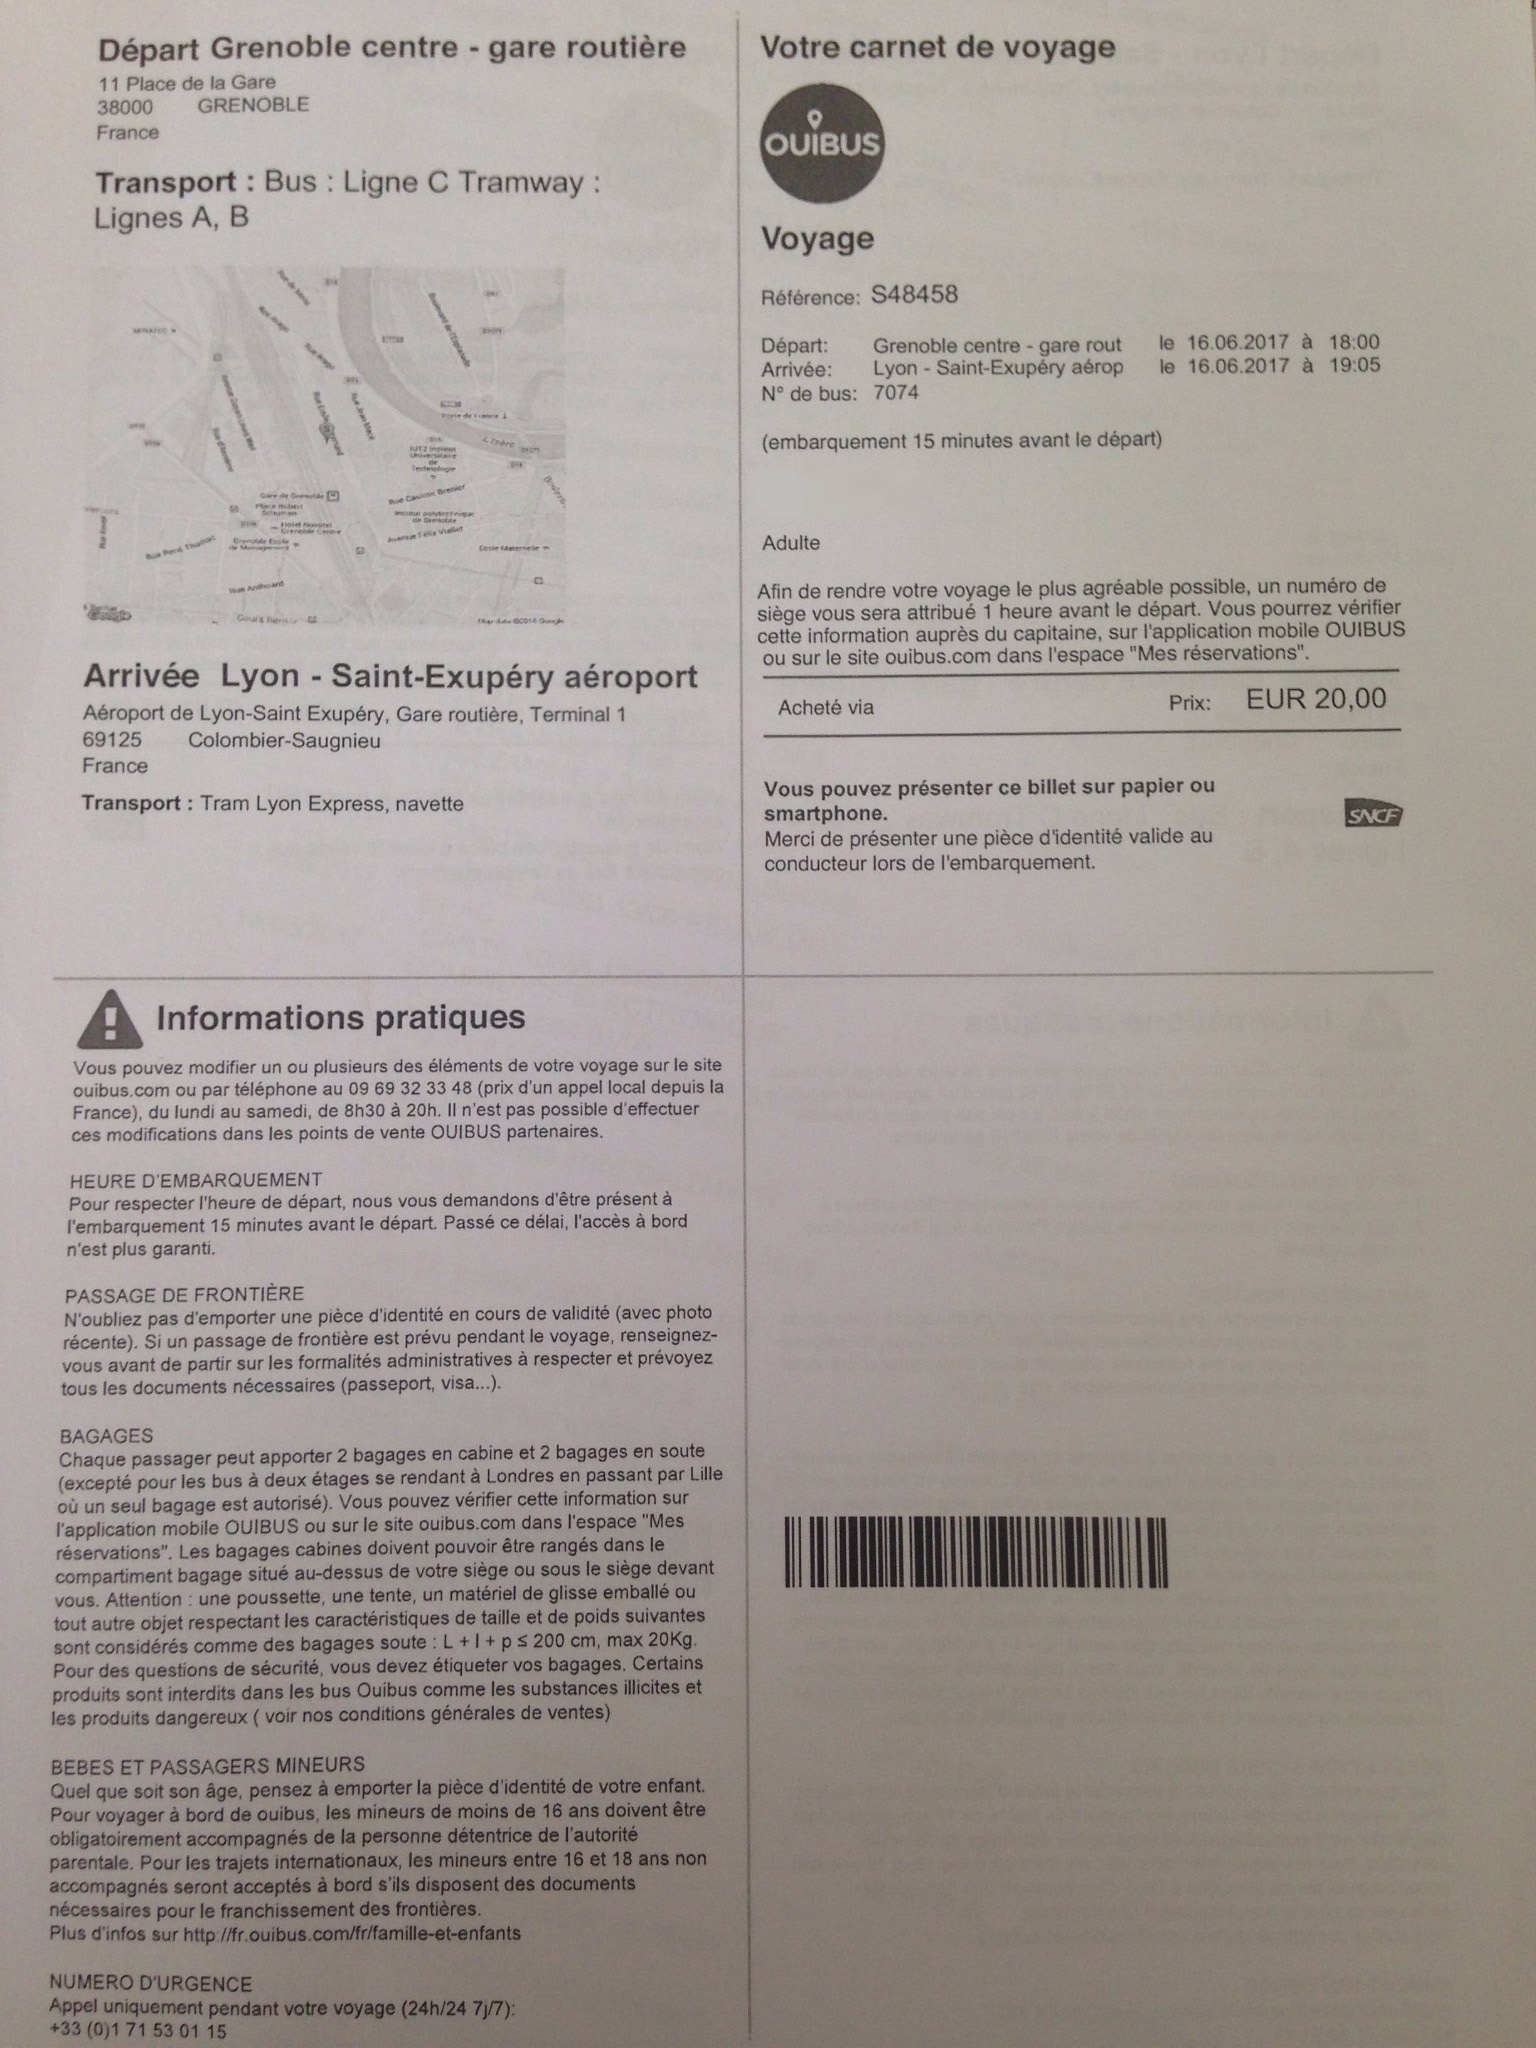 Départ Grenoble centre - gare routière
11 Place de la Gare
38000 GRENOBLE
France
Transport : Bus : Ligne C Tramway :
Lignes A, B
Gare de Grenoble
Place Robert
Schuman
Hôtel Novotel
Grenoble Centre
Grenoble Ecole
de Management
Rue René Thomas
Rue Anthoard
IUT2 Institut
Universitaire
de
Technologie
Rue Casimir Brenier
Institut polytechnique
de Grenoble
Avenue Félix Viallet
Ecole Maternelle
Porte de France
L'Isère
Map data ©2016 Google
Arrivée Lyon - Saint-Exupéry aéroport
Aéroport de Lyon-Saint Exupéry, Gare routière, Terminal 1
69125 Colombier-Saugnieu
France
Transport : Tram Lyon Express, navette
Votre carnet de voyage
OUIBUS
Voyage
Référence: S48458
Départ: Grenoble centre - gare rout le 16.06.2017 à 18:00
Arrivée: Lyon - Saint-Exupéry aérop le 16.06.2017 à 19:05
N° de bus: 7074
(embarquement 15 minutes avant le départ)
Adulte
Afin de rendre votre voyage le plus agréable possible, un numéro de
siège vous sera attribué 1 heure avant le départ. Vous pourrez vérifier
cette information auprès du capitaine, sur l'application mobile OUIBUS
ou sur le site ouibus.com dans l'espace "Mes réservations".
Acheté via Prix: EUR 20,00
Vous pouvez présenter ce billet sur papier ou
smartphone.
Merci de présenter une pièce d'identité valide au
conducteur lors de l'embarquement.
SNCF
Informations pratiques
Vous pouvez modifier un ou plusieurs des éléments de votre voyage sur le site
ouibus.com ou par téléphone au 09 69 32 33 48 (prix d'un appel local depuis la
France), du lundi au samedi, de 8h30 à 20h. Il n'est pas possible d'effectuer
ces modifications dans les points de vente OUIBUS partenaires.
HEURE D'EMBARQUEMENT
Pour respecter l'heure de départ, nous vous demandons d'être présent à
l'embarquement 15 minutes avant le départ. Passé ce délai, l'accès à bord
n'est plus garanti.
PASSAGE DE FRONTIÈRE
N'oubliez pas d'emporter une pièce d'identité en cours de validité (avec photo
récente). Si un passage de frontière est prévu pendant le voyage, renseignez-
vous avant de partir sur les formalités administratives à respecter et prévoyez
tous les documents nécessaires (passeport, visa...).
BAGAGES
Chaque passager peut apporter 2 bagages en cabine et 2 bagages en soute
(excepté pour les bus à deux étages se rendant à Londres en passant par Lille
où un seul bagage est autorisé). Vous pouvez vérifier cette information sur
l'application mobile OUIBUS ou sur le site ouibus.com dans l'espace "Mes
réservations". Les bagages cabines doivent pouvoir être rangés dans le
compartiment bagage situé au-dessus de votre siège ou sous le siège devant
vous. Attention : une poussette, une tente, un matériel de glisse emballé ou
tout autre objet respectant les caractéristiques de taille et de poids suivantes
sont considérés comme des bagages soute : L + l + p ≤ 200 cm, max 20Kg.
Pour des questions de sécurité, vous devez étiqueter vos bagages. Certains
produits sont interdits dans les bus Ouibus comme les substances illicites et
les produits dangereux ( voir nos conditions générales de ventes)
BEBES ET PASSAGERS MINEURS
Quel que soit son âge, pensez à emporter la pièce d'identité de votre enfant.
Pour voyager à bord de ouibus, les mineurs de moins de 16 ans doivent être
obligatoirement accompagnés de la personne détentrice de l'autorité
parentale. Pour les trajets internationaux, les mineurs entre 16 et 18 ans non
accompagnés seront acceptés à bord s'ils disposent des documents
nécessaires pour le franchissement des frontières.
Plus d'infos sur http://fr.ouibus.com/fr/famille-et-enfants
NUMERO D'URGENCE
Appel uniquement pendant votre voyage (24h/24 7j/7):
+33 (0)1 71 53 01 15